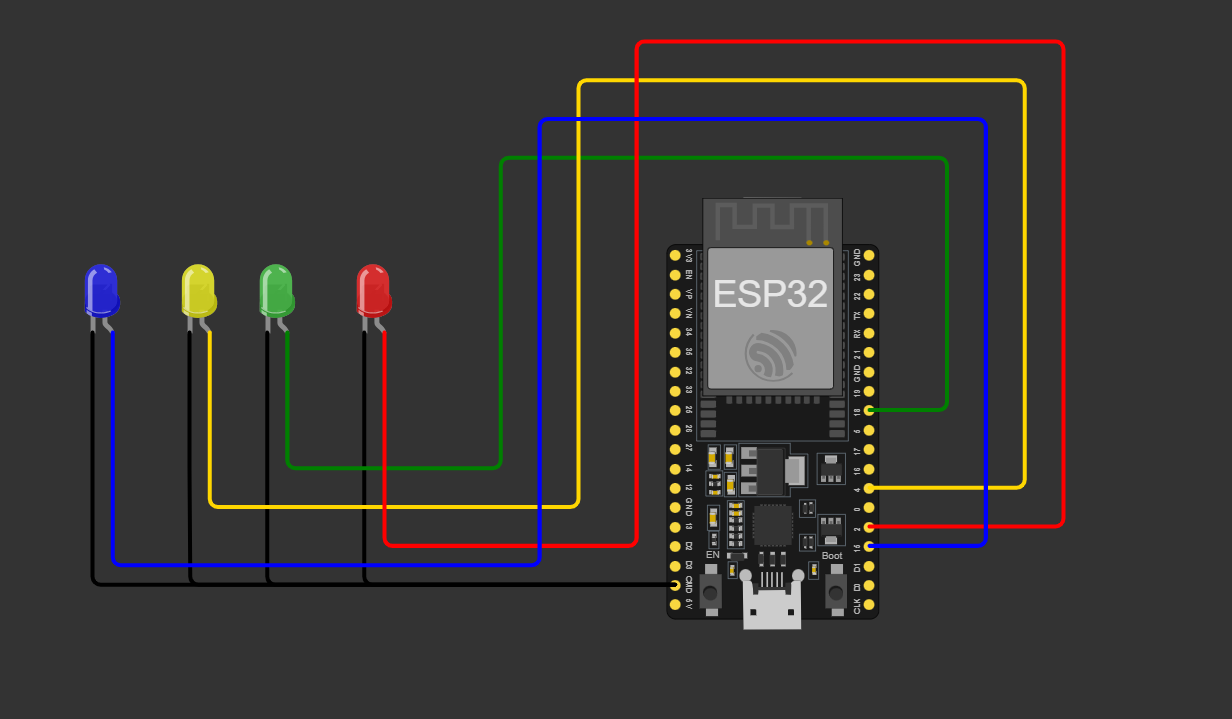 ESP32
3V3
EN
VP
VN
34
35
32
33
25
26
27
14
12
GND
13
D2
D3
CMD
5V
GND
23
22
TX
RX
21
GND
19
18
5
17
16
4
0
2
15
D1
D0
CLK
EN
Boot